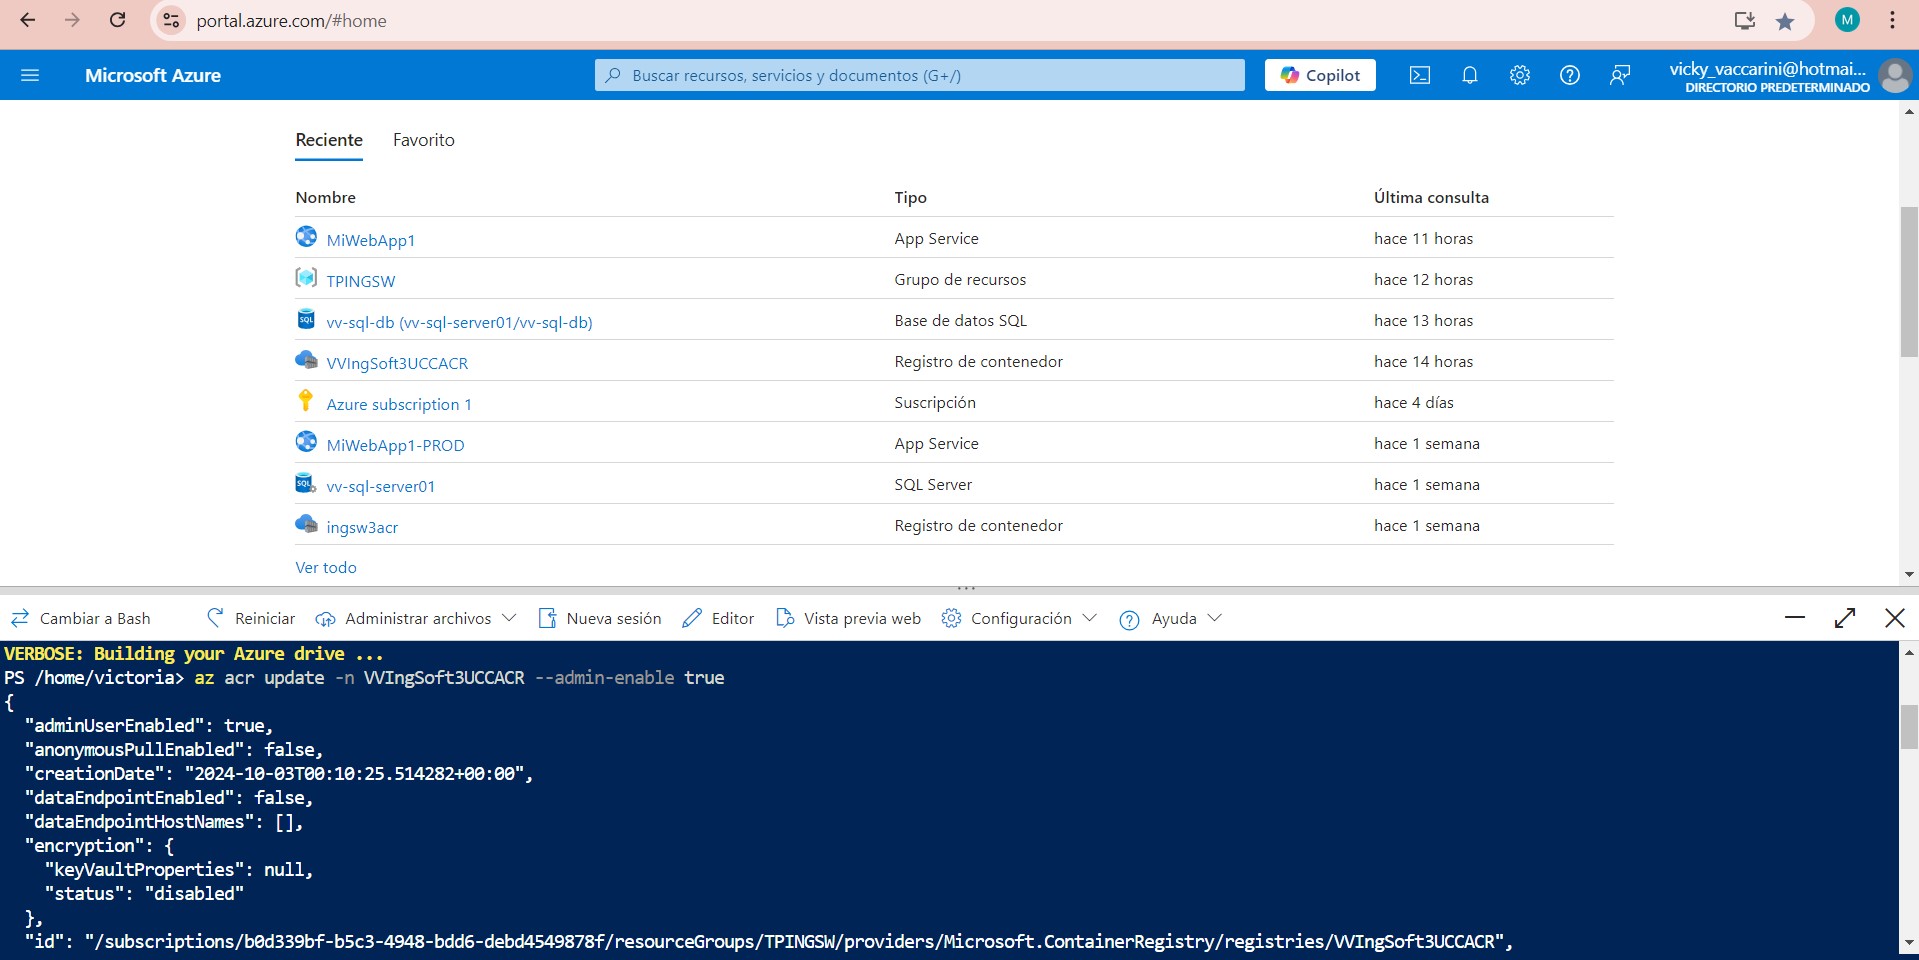 portal.azure.com/#home
M
Microsoft Azure
Buscar recursos, servicios y documentos (G+/)
Copilot
vicky_vaccarini@hotmai...
DIRECTORIO PREDETERMINADO
Reciente Favorito
Nombre Tipo Última consulta
MiWebApp1 App Service hace 11 horas
TPINGSW Grupo de recursos hace 12 horas
SQL vv-sql-db (vv-sql-server01/vv-sql-db) Base de datos SQL hace 13 horas
VVIngSoft3UCCACR Registro de contenedor hace 14 horas
Azure subscription 1 Suscripción hace 4 días
MiWebApp1-PROD App Service hace 1 semana
SQL vv-sql-server01 SQL Server hace 1 semana
ingsw3acr Registro de contenedor hace 1 semana
Ver todo
Cambiar a Bash Reiniciar Administrar archivos Nueva sesión Editor Vista previa web Configuración Ayuda
VERBOSE: Building your Azure drive ...
PS /home/victoria> az acr update -n VVIngSoft3UCCACR --admin-enable true
{
"adminUserEnabled": true,
"anonymousPullEnabled": false,
"creationDate": "2024-10-03T00:10:25.514282+00:00",
"dataEndpointEnabled": false,
"dataEndpointHostNames": [],
"encryption": {
"keyVaultProperties": null,
"status": "disabled"
},
"id": "/subscriptions/b0d339bf-b5c3-4948-bdd6-debd4549878f/resourceGroups/TPINGSW/providers/Microsoft.ContainerRegistry/registries/VVIngSoft3UCCACR",